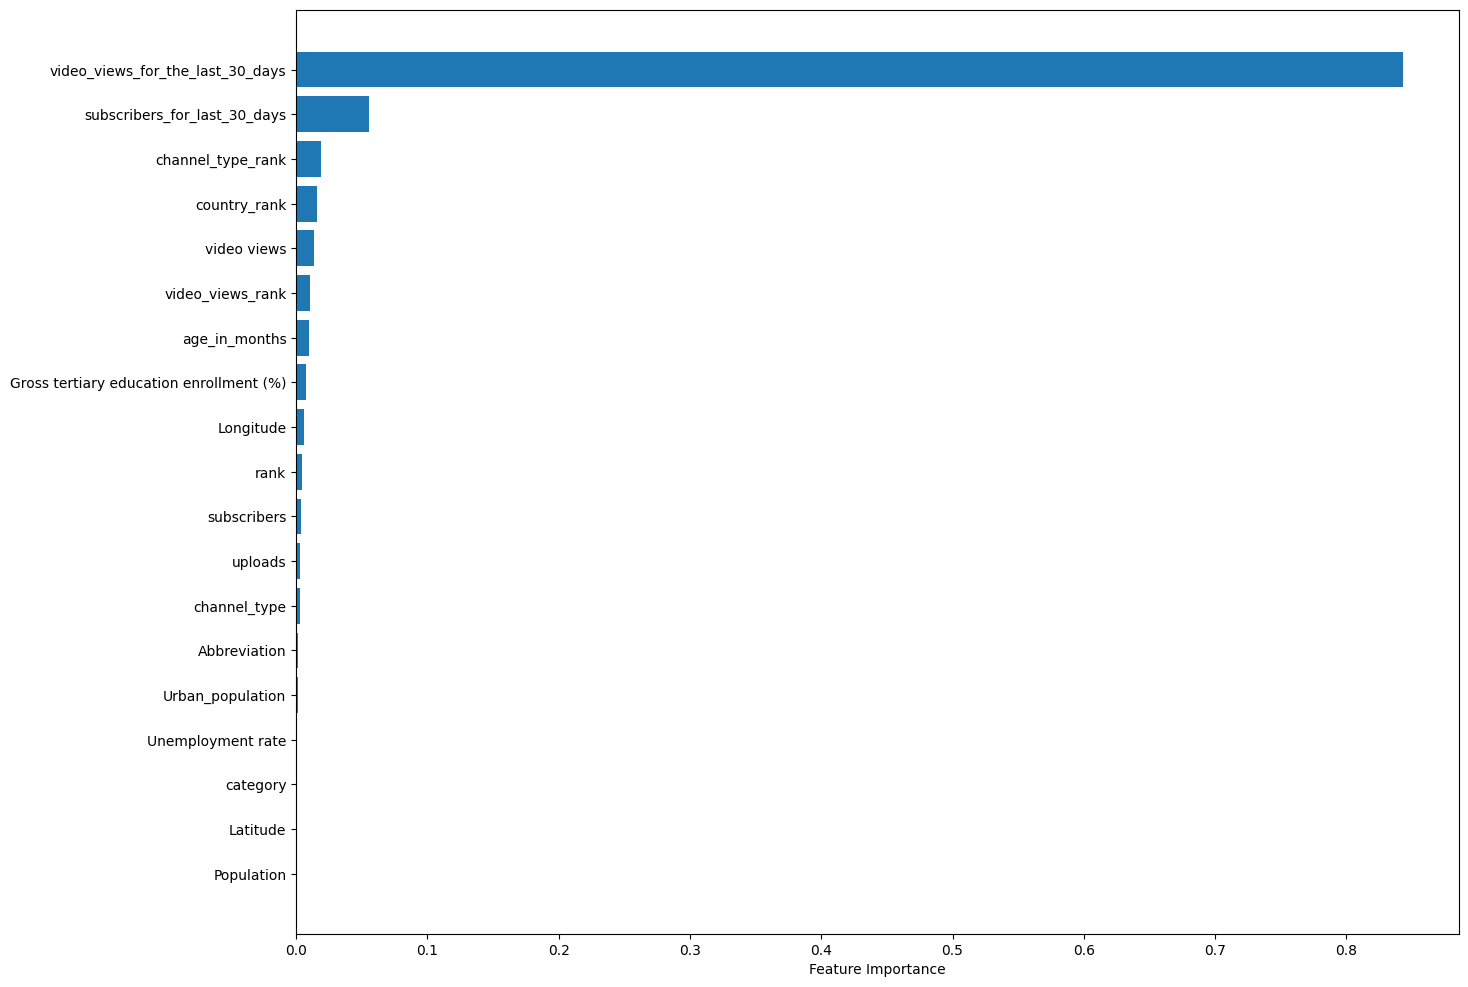 video_views_for_the_last_30_days
subscribers_for_last_30_days
channel_type_rank
country_rank
video views
video_views_rank
age_in_months
Gross tertiary education enrollment (%)
Longitude
rank
subscribers
uploads
channel_type
Abbreviation
Urban_population
Unemployment rate
category
Latitude
Population
0.0 0.1 0.2 0.3 0.4 0.5 0.6 0.7 0.8
Feature Importance